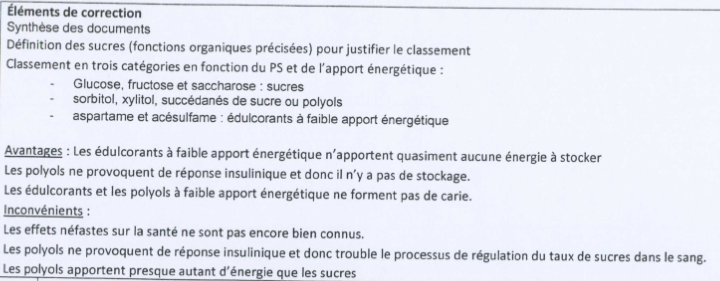 Éléments de correction
Synthèse des documents
Définition des sucres (fonctions organiques précisées) pour justifier le classement
Classement en trois catégories en fonction du PS et de l'apport énergétique :
- Glucose, fructose et saccharose : sucres
- sorbitol, xylitol, succédanés de sucre ou polyols
- aspartame et acésulfame : édulcorants à faible apport énergétique
Avantages : Les édulcorants à faible apport énergétique n'apportent quasiment aucune énergie à stocker
Les polyols ne provoquent de réponse insulinique et donc il n'y a pas de stockage.
Les édulcorants et les polyols à faible apport énergétique ne forment pas de carie.
Inconvénients :
Les effets néfastes sur la santé ne sont pas encore bien connus.
Les polyols ne provoquent de réponse insulinique et donc trouble le processus de régulation du taux de sucres dans le sang.
Les polyols apportent presque autant d'énergie que les sucres